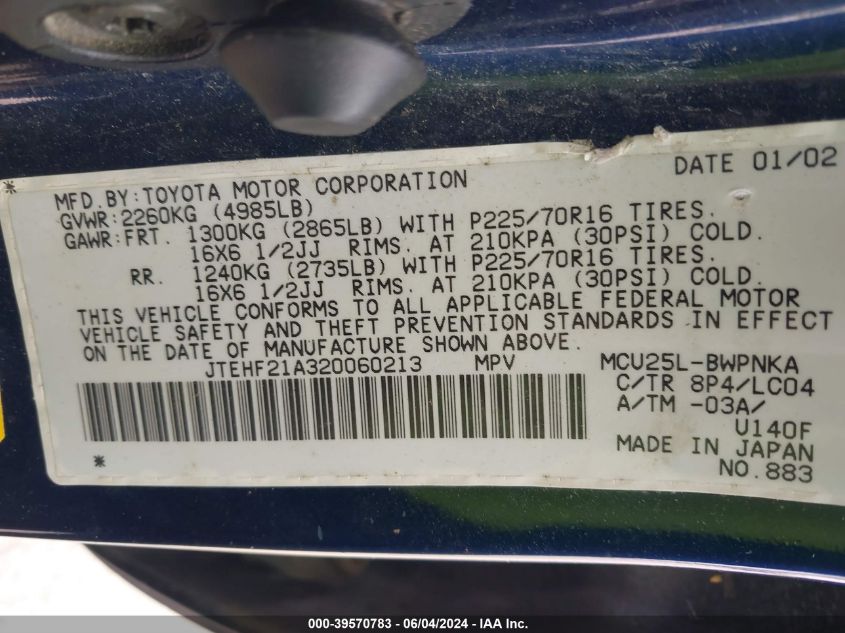 DATE 01/02
MFD. BY: TOYOTA MOTOR CORPORATION
GVWR: 2260KG (4985LB)
GAWR: FRT. 1300KG (2865LB) WITH P225/70R16 TIRES.
16X6 1/2JJ RIMS. AT 210KPA (30PSI) COLD.
RR. 1240KG (2735LB) WITH P225/70R16 TIRES.
16X6 1/2JJ RIMS. AT 210KPA (30PSI) COLD.
THIS VEHICLE CONFORMS TO ALL APPLICABLE FEDERAL MOTOR
VEHICLE SAFETY AND THEFT PREVENTION STANDARDS IN EFFECT
ON THE DATE OF MANUFACTURE SHOWN ABOVE.
JTEHF21A320060213 MPV MCU25L-BWPNKA
C/TR 8P4/LC04
A/TM -03A/
U140F
MADE IN JAPAN
NO.883
000-39570783 - 06/04/2024 - IAAI Inc.